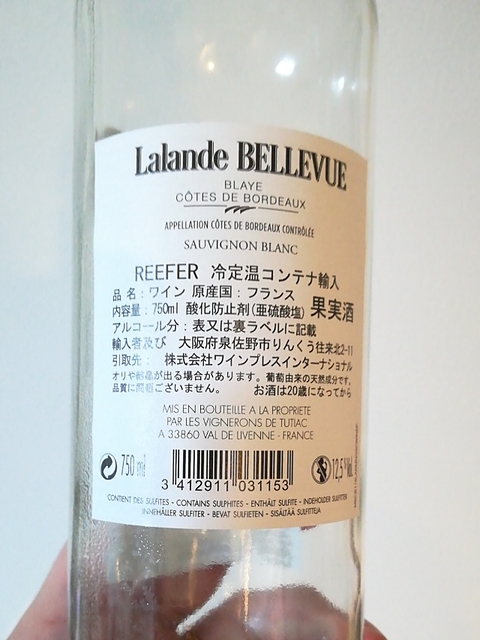 Lalande BELLEVUE
BLAYE
CÔTES DE BORDEAUX
APPELLATION CÔTES DE BORDEAUX CONTRÔLÉE
SAUVIGNON BLANC
REEFER 冷定温コンテナ輸入
品 名:ワイン 原産国:フランス
内容量:750ml 酸化防止剤(亜硫酸塩) 果実酒
アルコール分:表又は裏ラベルに記載
輸入者及び 大阪府泉佐野市りんくう往来北2-11
引取先: 株式会社ワインプレスインターナショナル
オリや酒石が出る場合があります。葡萄由来の天然成分です。
品質に問題ございません。 お酒は20歳になってから
MIS EN BOUTEILLE A LA PROPRIETE
PAR LES VIGNERONS DE TUTIAC
A 33860 VAL DE LIVENNE - FRANCE
750 ml
12,5%Vol.
3 412911 031153
CONTIENT DES SULFITES - CONTAINS SULPHITES - ENTHÄLT SULFITE - INDEHOLDER SULFITTER
INNEHÅLLER SULFITER - BEVAT SULFIETEN - SISÄLTÄÄ SULFIITTEJA